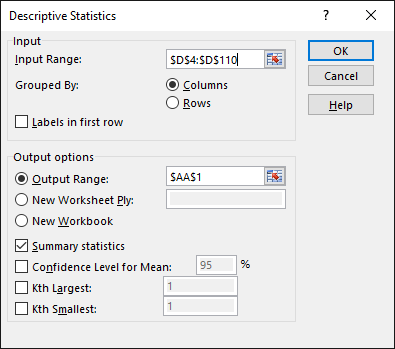 Descriptive Statistics ? ×
Input
Input Range: $D$4:$D$110
Grouped By: Columns
Rows
Labels in first row
OK
Cancel
Help
Output options
Output Range: $AA$1
New Worksheet Ply:
New Workbook
Summary statistics
Confidence Level for Mean: 95 %
Kth Largest: 1
Kth Smallest: 1